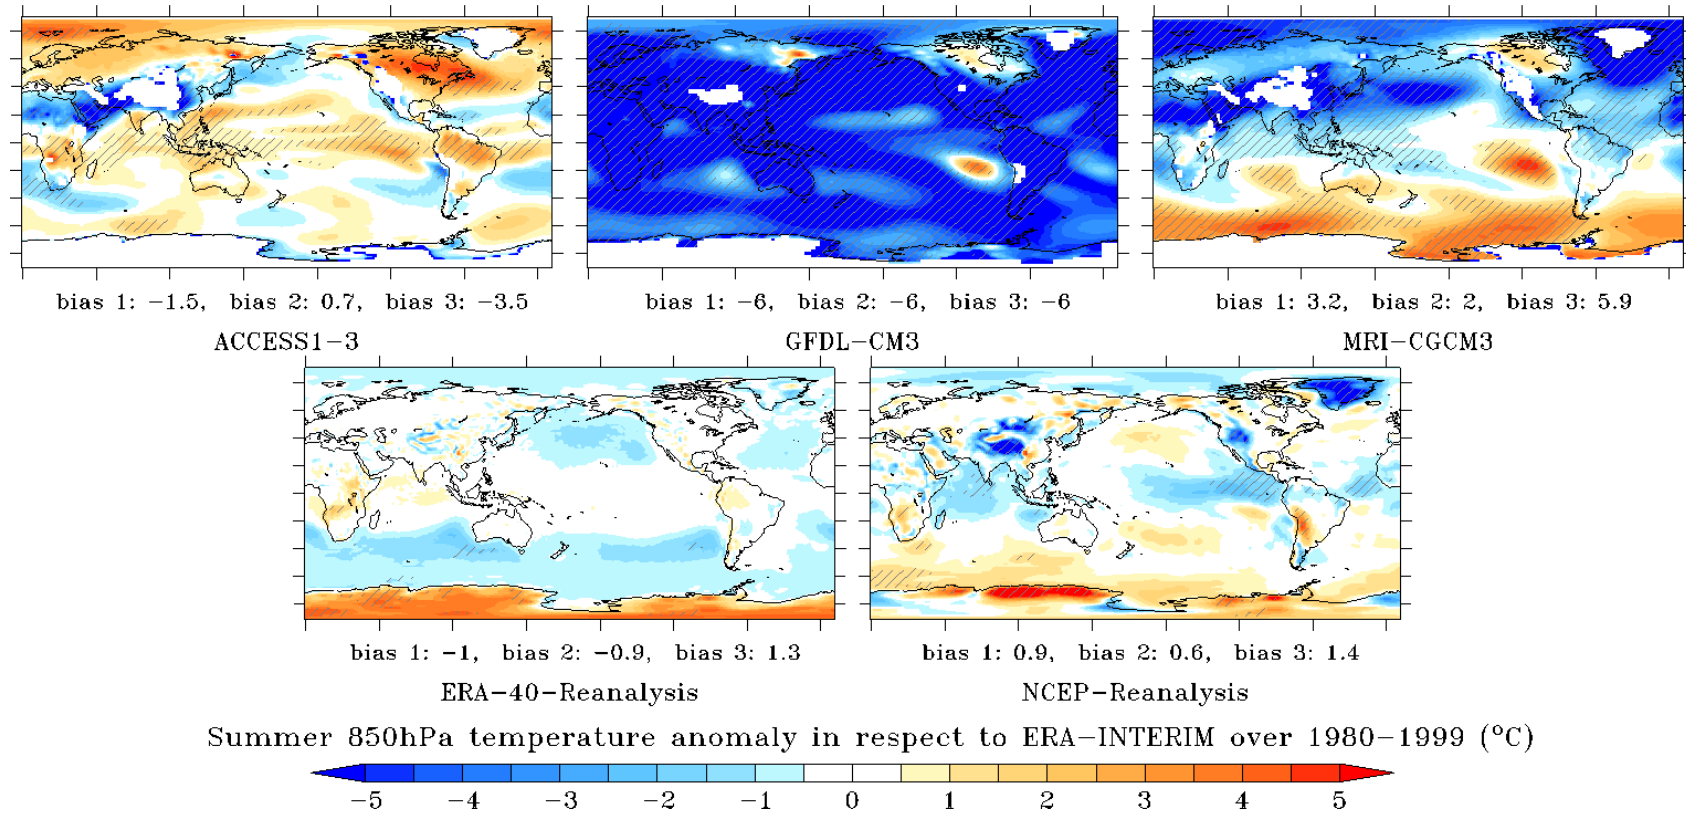 bias 1: −1.5, bias 2: 0.7, bias 3: −3.5
ACCESS1−3
bias 1: −6, bias 2: −6, bias 3: −6
GFDL−CM3
bias 1: 3.2, bias 2: 2, bias 3: 5.9
MRI−CGCM3
bias 1: −1, bias 2: −0.9, bias 3: 1.3
ERA−40−Reanalysis
bias 1: 0.9, bias 2: 0.6, bias 3: 1.4
NCEP−Reanalysis
Summer 850hPa temperature anomaly in respect to ERA−INTERIM over 1980−1999 (°C)
−5 −4 −3 −2 −1 0 1 2 3 4 5